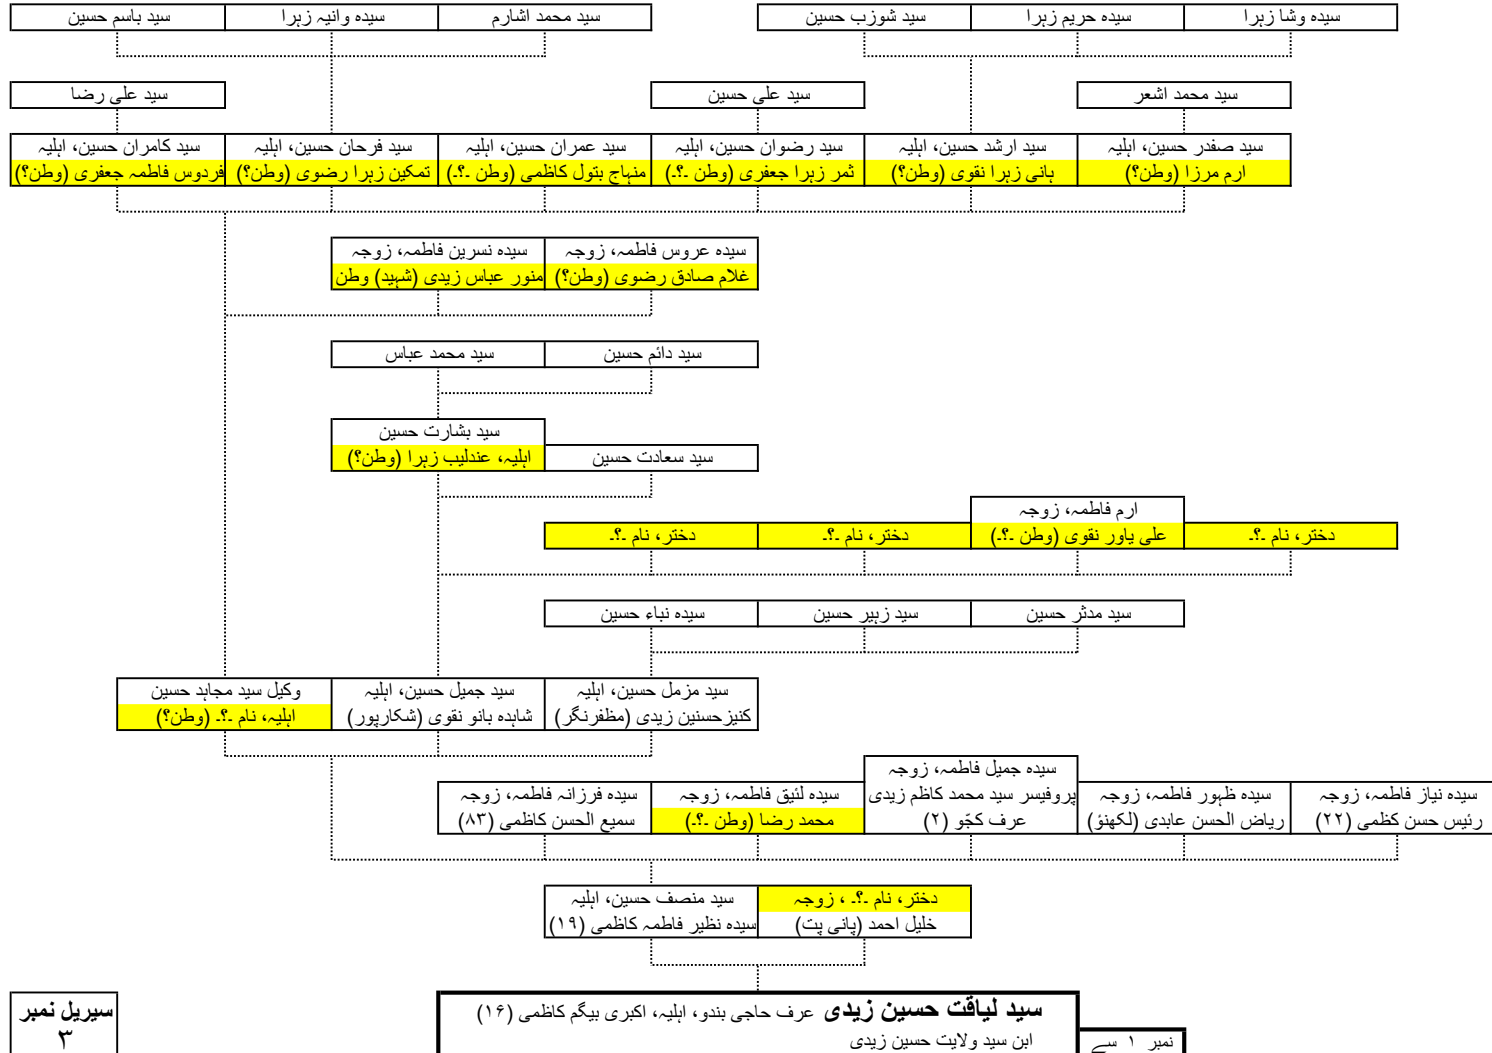 سیدہ وشا زہرا
سیدہ حریم زہرا
سید شوزب حسین
سید محمد اشارم
سیدہ وانیہ زہرا
سید باسم حسین
سید محمد اشعر
سید علی حسین
سید علی رضا
سید صفدر حسین، اہلیہ
ارم مرزا (وطن؟)
سید ارشد حسین، اہلیہ
ہانی زہرا نقوی (وطن؟)
سید رضوان حسین، اہلیہ
ثمر زہرا جعفری (وطن ۔؟۔)
سید عمران حسین، اہلیہ
منہاج بتول کاظمی (وطن ۔؟۔)
سید فرحان حسین، اہلیہ
تمکین زہرا رضوی (وطن؟)
سید کامران حسین، اہلیہ
فردوس فاطمہ جعفری (وطن؟)
سیدہ عروس فاطمہ، زوجہ
غلام صادق رضوی (وطن؟)
سیدہ نسرین فاطمہ، زوجہ
منور عباس زیدی (شہید) وطن
سید دائم حسین
سید محمد عباس
سید بشارت حسین
اہلیہ، عندلیب زہرا (وطن؟)
سید سعادت حسین
دختر، نام ۔؟۔
ارم فاطمہ، زوجہ
علی یاور نقوی (وطن ۔؟۔)
دختر، نام ۔؟۔
دختر، نام ۔؟۔
سید مدثر حسین
سید زہیر حسین
سیدہ نباء حسین
سید مزمل حسین، اہلیہ
کنیزحسنین زیدی (مظفرنگر)
سید جمیل حسین، اہلیہ
شاہدہ بانو نقوی (شکارپور)
وکیل سید مجاہد حسین
اہلیہ، نام ۔؟۔ (وطن؟)
سیدہ نیاز فاطمہ، زوجہ
رئیس حسن کظمی (۲۲)
سیدہ ظہور فاطمہ، زوجہ
ریاض الحسن عابدی (لکھنؤ)
سیدہ جمیل فاطمہ، زوجہ
پروفیسر سید محمد کاظم زیدی
عرف کجّو (۲)
سیدہ لئیق فاطمہ، زوجہ
محمد رضا (وطن ۔؟۔)
سیدہ فرزانہ فاطمہ، زوجہ
سمیع الحسن کاظمی (۸۳)
دختر، نام ۔؟۔ ، زوجہ
خلیل احمد (پانی پت)
سید منصف حسین، اہلیہ
سیدہ نظیر فاطمہ کاظمی (۱۹)
سید لیاقت حسین زیدی عرف حاجی بندو، اہلیہ، اکبری بیگم کاظمی (۱۶)
ابن سید ولایت حسین زیدی
نمبر ۱ سے
سیریل نمبر
۳